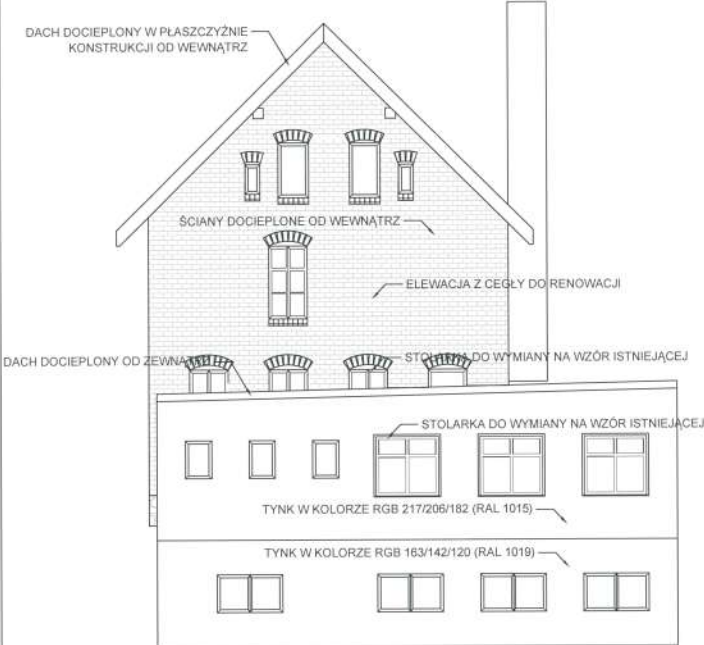 DACH DOCIEPLONY W PŁASZCZYŹNIE
KONSTRUKCJI OD WEWNĄTRZ
ŚCIANY DOCIEPLONE OD WEWNĄTRZ
ELEWACJA Z CEGŁY DO RENOWACJI
DACH DOCIEPLONY OD ZEWNĄTRZ
STOLARKA DO WYMIANY NA WZÓR ISTNIEJĄCEJ
STOLARKA DO WYMIANY NA WZÓR ISTNIEJĄCEJ
TYNK W KOLORZE RGB 217/206/182 (RAL 1015)
TYNK W KOLORZE RGB 163/142/120 (RAL 1019)